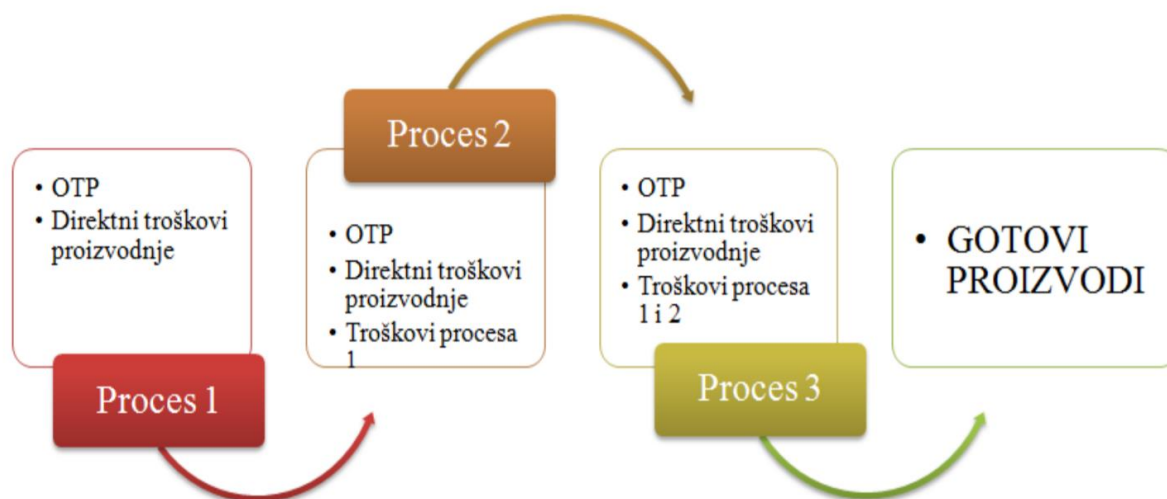 • OTP
• Direktni troškovi
proizvodnje
Proces 1
Proces 2
• OTP
• Direktni troškovi
proizvodnje
• Troškovi procesa
1
• OTP
• Direktni troškovi
proizvodnje
• Troškovi procesa
1 i 2
Proces 3
• GOTOVI
PROIZVODI